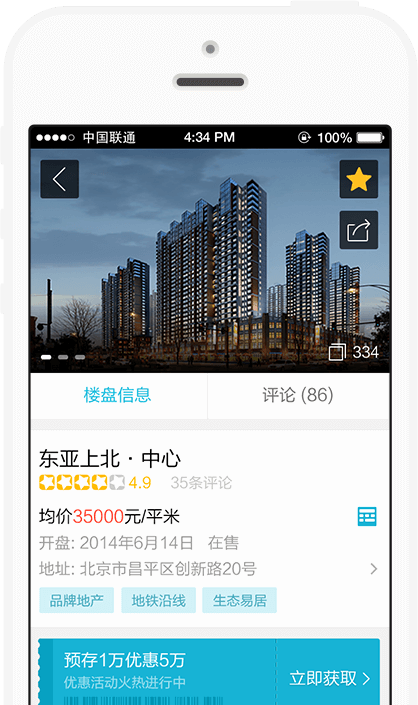 中国联通 4:34 PM 100%
334
楼盘信息 评论 (86)
东亚上北·中心
4.9 35条评论
均价35000元/平米
开盘: 2014年6月14日 在售
地址: 北京市昌平区创新路20号
品牌地产 地铁沿线 生态易居
预存1万优惠5万
立即获取
优惠活动火热进行中